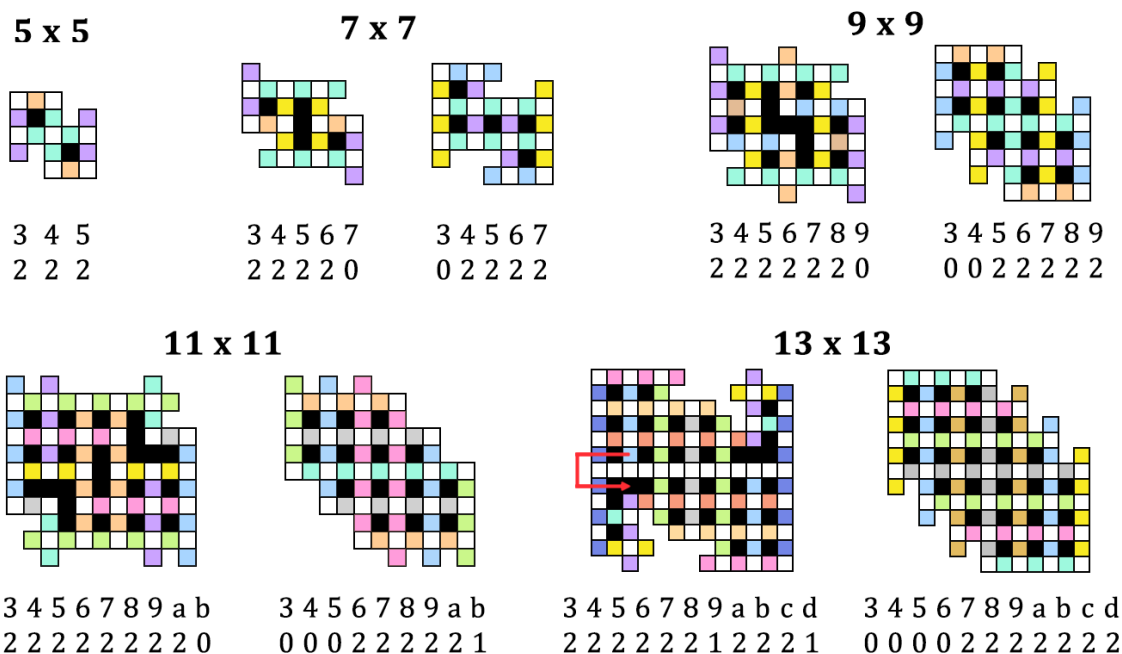 5 x 5
7 x 7
9 x 9
3 4 5
2 2 2
3 4 5 6 7
2 2 2 2 0
3 4 5 6 7
0 2 2 2 2
3 4 5 6 7 8 9
2 2 2 2 2 2 0
3 4 5 6 7 8 9
0 0 2 2 2 2 2
11 x 11
13 x 13
3 4 5 6 7 8 9 a b
2 2 2 2 2 2 2 2 0
3 4 5 6 7 8 9 a b
0 0 0 2 2 2 2 2 1
3 4 5 6 7 8 9 a b c d
2 2 2 2 2 2 1 2 2 2 1
3 4 5 6 7 8 9 a b c d
0 0 0 0 2 2 2 2 2 2 2